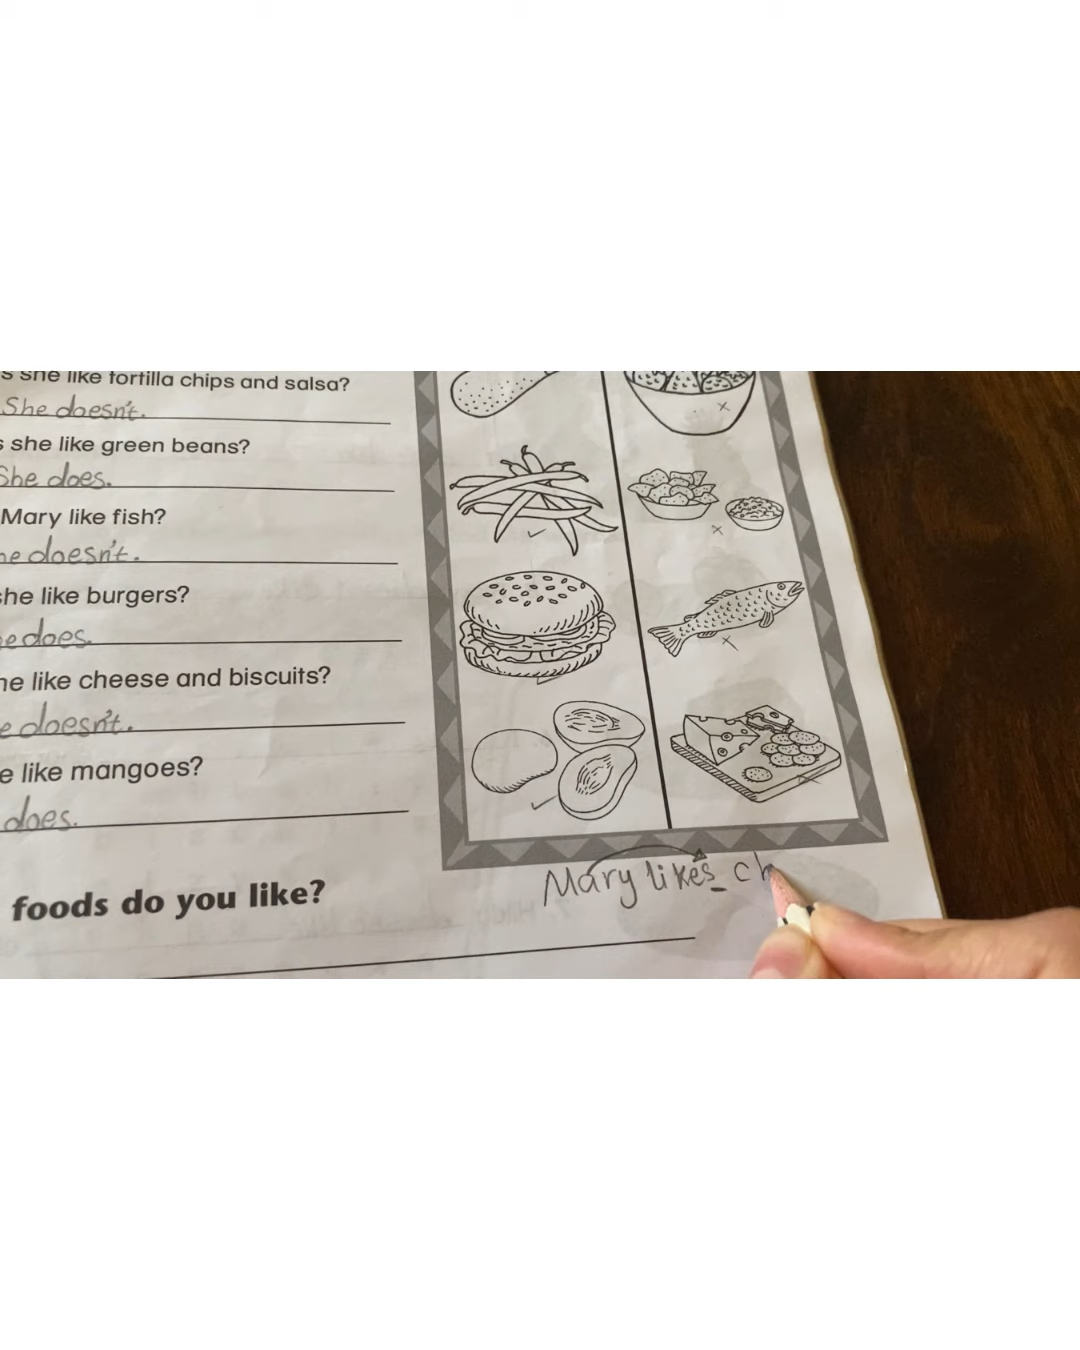 s she like tortilla chips and salsa?
She doesn't.
s she like green beans?
She does.
Mary like fish?
he doesn't.
she like burgers?
e does.
he like cheese and biscuits?
e doesn't.
e like mangoes?
does.
foods do you like?
Mary likes ch